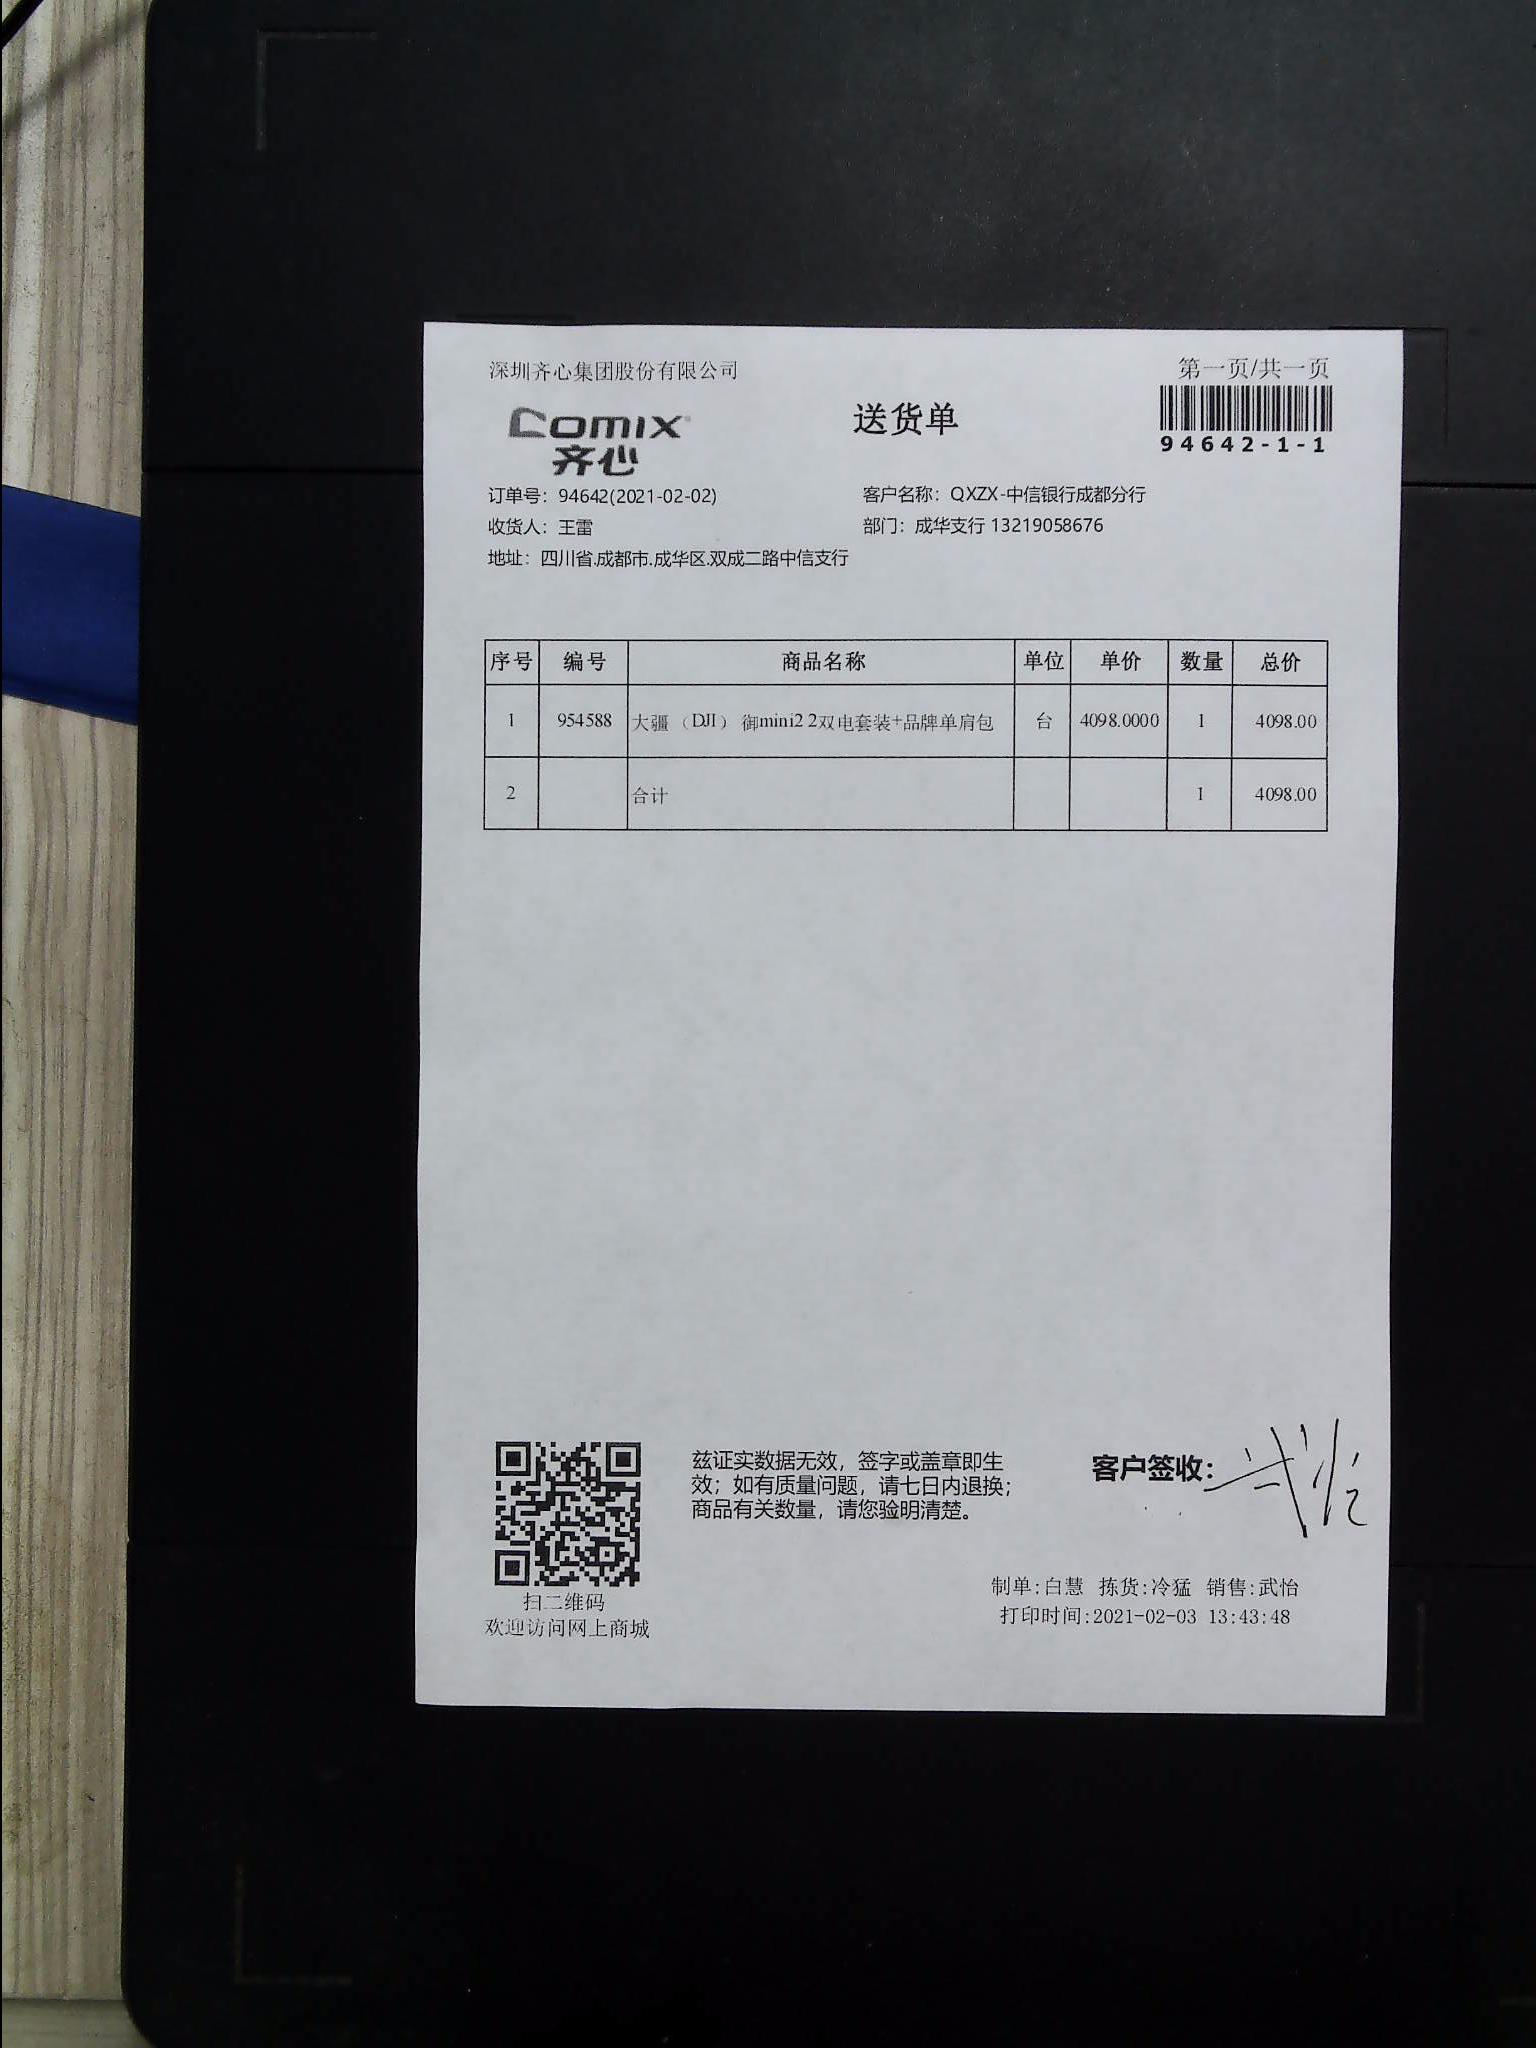 深圳齐心集团股份有限公司
第一页/共一页
comix
齐心
送货单
94642-1-1
订单号：94642(2021-02-02)
客户名称：QXZX-中信银行成都分行
收货人：王雷
部门：成华支行 13219058676
地址：四川省.成都市.成华区.双成二路中信支行
序号 编号 商品名称 单位 单价 数量 总价
1 954588 大疆（DJI） 御mini2 2双电套装+品牌单肩包 台 4098.0000 1 4098.00
2 合计 1 4098.00
兹证实数据无效，签字或盖章即生
效；如有质量问题，请七日内退换；
商品有关数量，请您验明清楚。
客户签收：武怡
扫二维码
欢迎访问网上商城
制单:白慧 拣货:冷猛 销售:武怡
打印时间:2021-02-03 13:43:48